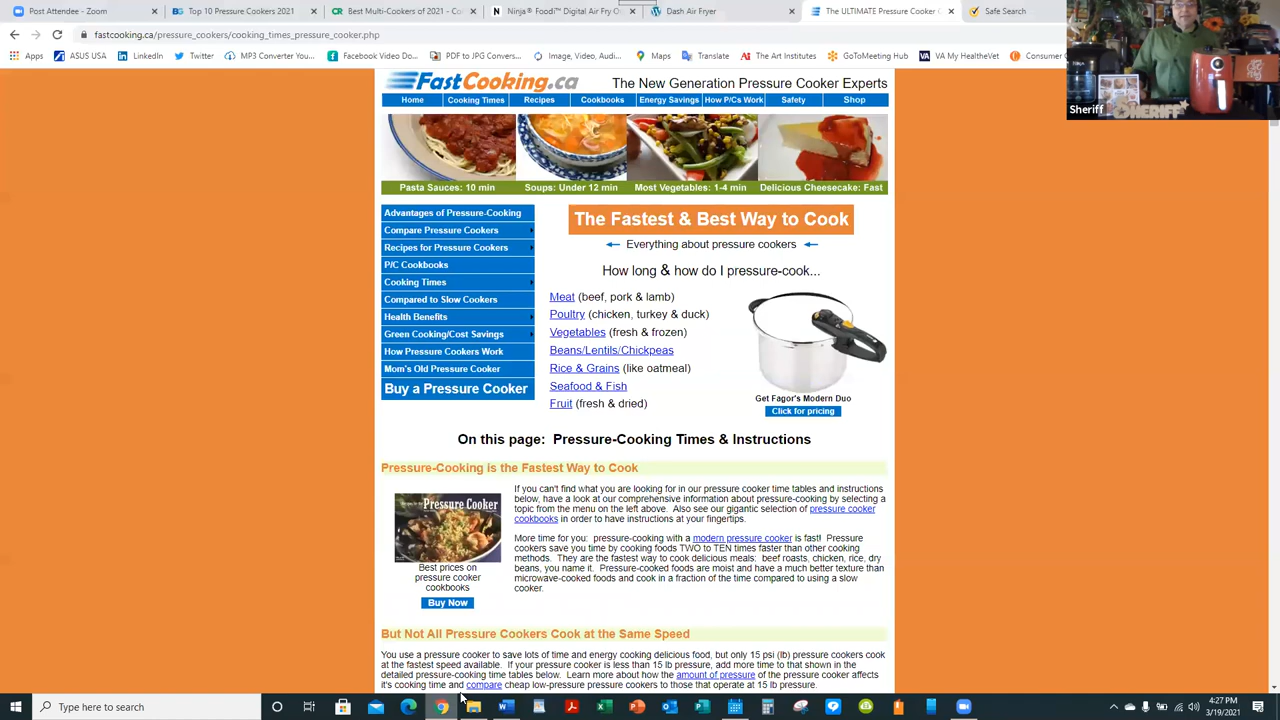 Post Attendee - Zoom
Top 10 Pressure Cookers 2021
Best Multi-Cookers of 2021 - Co
Ninja® Foodi™ Digital Air Fry O
Dash Air Fryer
The ULTIMATE Pressure Cooker C
Safe Search
fastcooking.ca/pressure_cookers/cooking_times_pressure_cooker.php
Apps
ASUS USA
LinkedIn
Twitter
MP3 Converter You...
Facebook Video Do...
PDF to JPG Convers...
Image, Video, Audi...
Maps
Translate
The Art Institutes
GoToMeeting Hub
VA My HealtheVet
Consumer
Sheriff
SHERIFF
FastCooking.ca
The New Generation Pressure Cooker Experts
Home
Cooking Times
Recipes
Cookbooks
Energy Savings
How P/Cs Work
Safety
Shop
Pasta Sauces: 10 min
Soups: Under 12 min
Most Vegetables: 1-4 min
Delicious Cheesecake: Fast
Advantages of Pressure-Cooking
Compare Pressure Cookers
Recipes for Pressure Cookers
P/C Cookbooks
Cooking Times
Compared to Slow Cookers
Health Benefits
Green Cooking/Cost Savings
How Pressure Cookers Work
Mom's Old Pressure Cooker
Buy a Pressure Cooker
The Fastest & Best Way to Cook
Everything about pressure cookers
How long & how do I pressure-cook...
Meat (beef, pork & lamb)
Poultry (chicken, turkey & duck)
Vegetables (fresh & frozen)
Beans/Lentils/Chickpeas
Rice & Grains (like oatmeal)
Seafood & Fish
Fruit (fresh & dried)
Get Fagor's Modern Duo
Click for pricing
On this page: Pressure-Cooking Times & Instructions
Pressure-Cooking is the Fastest Way to Cook
Pressure Cooker
Best prices on
pressure cooker
cookbooks
Buy Now
If you can't find what you are looking for in our pressure cooker time tables and instructions
below, have a look at our comprehensive information about pressure-cooking by selecting a
topic from the menu on the left above. Also see our gigantic selection of pressure cooker
cookbooks in order to have instructions at your fingertips.
More time for you: pressure-cooking with a modern pressure cooker is fast! Pressure
cookers save you time by cooking foods TWO to TEN times faster than other cooking
methods. They are the fastest way to cook delicious meals: beef roasts, chicken, rice, dry
beans, you name it. Pressure-cooked foods are moist and have a much better texture than
microwave-cooked foods and cook in a fraction of the time compared to using a slow
cooker.
But Not All Pressure Cookers Cook at the Same Speed
You use a pressure cooker to save lots of time and energy cooking delicious food, but only 15 psi (lb) pressure cookers cook
at the fastest speed available. If your pressure cooker is less than 15 lb pressure, add more time to that shown in the
detailed pressure-cooking time tables below. Learn more about how the amount of pressure of the pressure cooker affects
it's cooking time and compare cheap low-pressure pressure cookers to those that operate at 15 lb pressure.
Type here to search
4:27 PM
3/19/2021